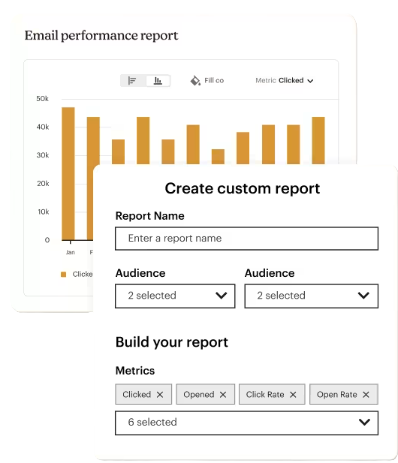 Email performance report
Fill co
Metric Clicked
50k
40k
30k
20k
10k
0
Jan
Clicke
Create custom report
Report Name
Enter a report name
Audience Audience
2 selected 2 selected
Build your report
Metrics
Clicked × Opened × Click Rate × Open Rate ×
6 selected